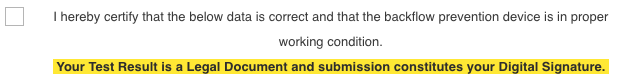 I hereby certify that the below data is correct and that the backflow prevention device is in proper
working condition.
Your Test Result is a Legal Document and submission constitutes your Digital Signature.